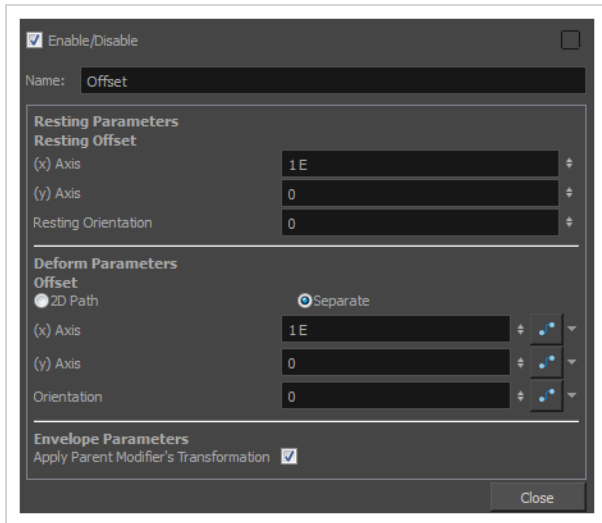 Enable/Disable
Name: Offset
Resting Parameters
Resting Offset
(x) Axis 1 E
(y) Axis 0
Resting Orientation 0
Deform Parameters
Offset
2D Path Separate
(x) Axis 1 E
(y) Axis 0
Orientation 0
Envelope Parameters
Apply Parent Modifier's Transformation
Close